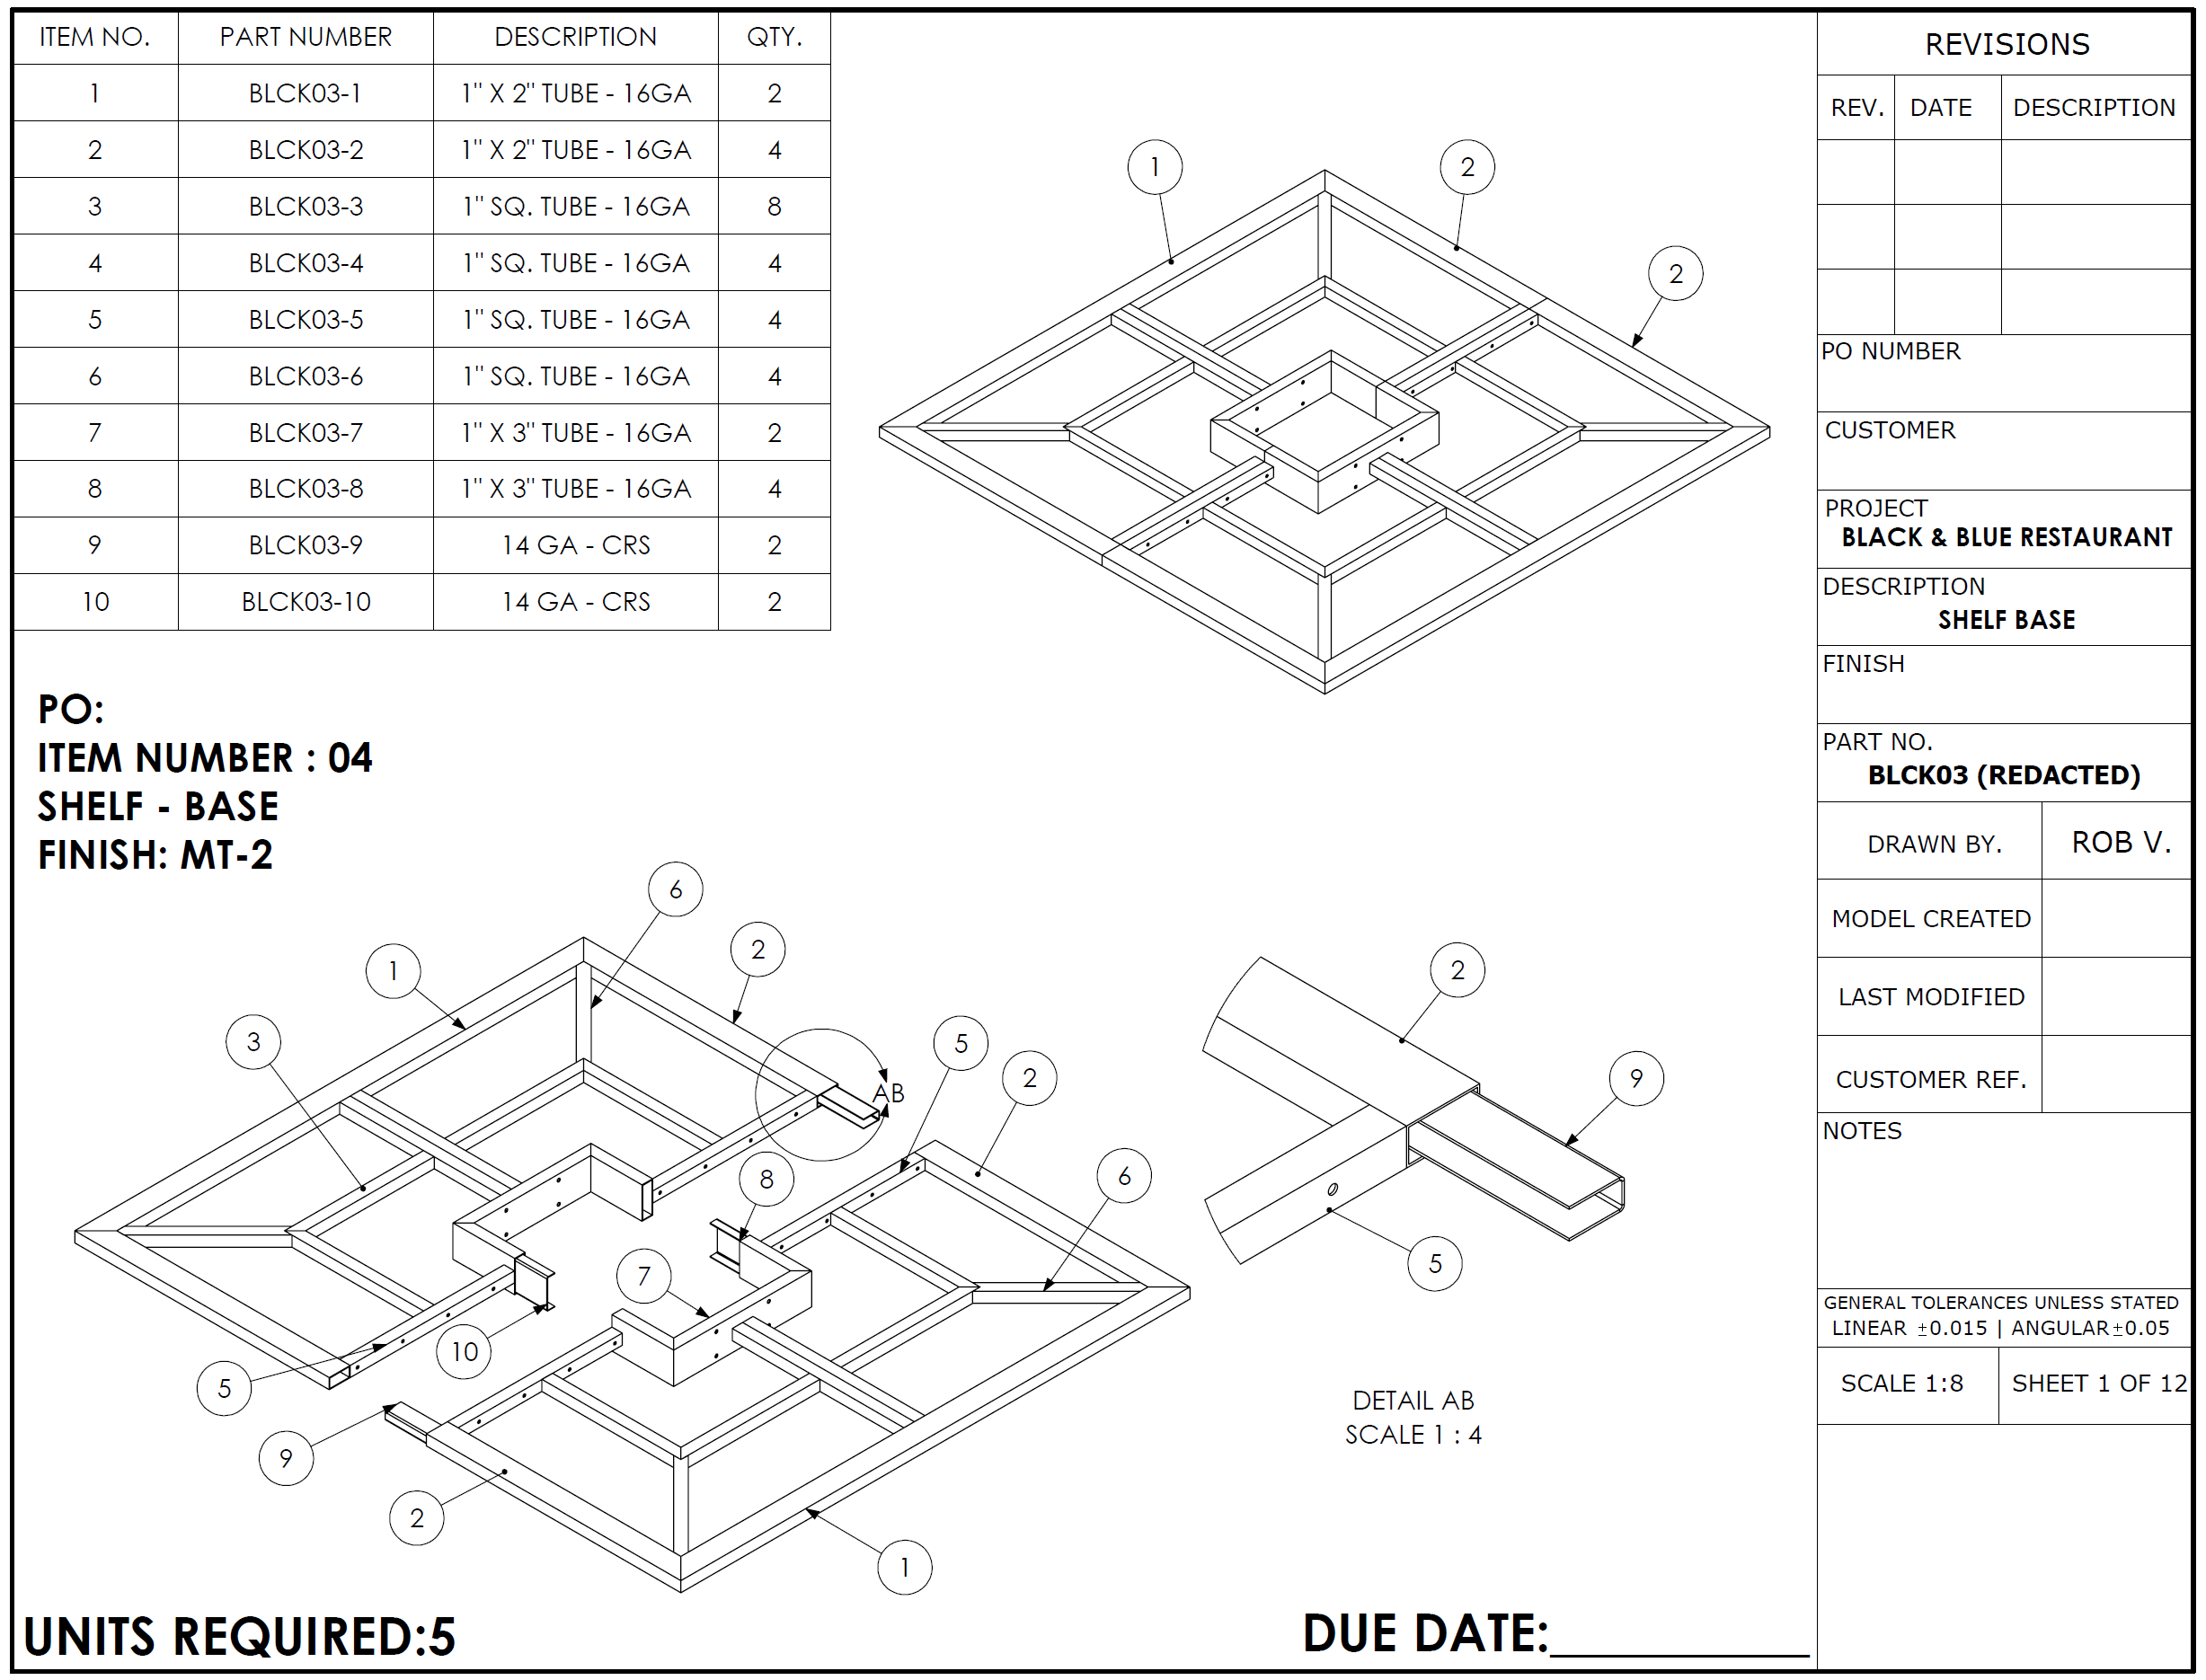 ITEM NO. PART NUMBER DESCRIPTION QTY.
1 BLCK03-1 1" X 2" TUBE - 16GA 2
2 BLCK03-2 1" X 2" TUBE - 16GA 4
3 BLCK03-3 1" SQ. TUBE - 16GA 8
4 BLCK03-4 1" SQ. TUBE - 16GA 4
5 BLCK03-5 1" SQ. TUBE - 16GA 4
6 BLCK03-6 1" SQ. TUBE - 16GA 4
7 BLCK03-7 1" X 3" TUBE - 16GA 2
8 BLCK03-8 1" X 3" TUBE - 16GA 4
9 BLCK03-9 14 GA - CRS 2
10 BLCK03-10 14 GA - CRS 2
1
2
2
PO:
ITEM NUMBER : 04
SHELF - BASE
FINISH: MT-2
6
2
1
3
AB
5
2
8
6
7
10
5
9
2
1
2
9
5
DETAIL AB
SCALE 1 : 4
UNITS REQUIRED:5
DUE DATE:
REVISIONS
REV. DATE DESCRIPTION
PO NUMBER
CUSTOMER
PROJECT
BLACK & BLUE RESTAURANT
DESCRIPTION
SHELF BASE
FINISH
PART NO.
BLCK03 (REDACTED)
DRAWN BY. ROB V.
MODEL CREATED
LAST MODIFIED
CUSTOMER REF.
NOTES
GENERAL TOLERANCES UNLESS STATED
LINEAR ±0.015 | ANGULAR±0.05
SCALE 1:8 SHEET 1 OF 12